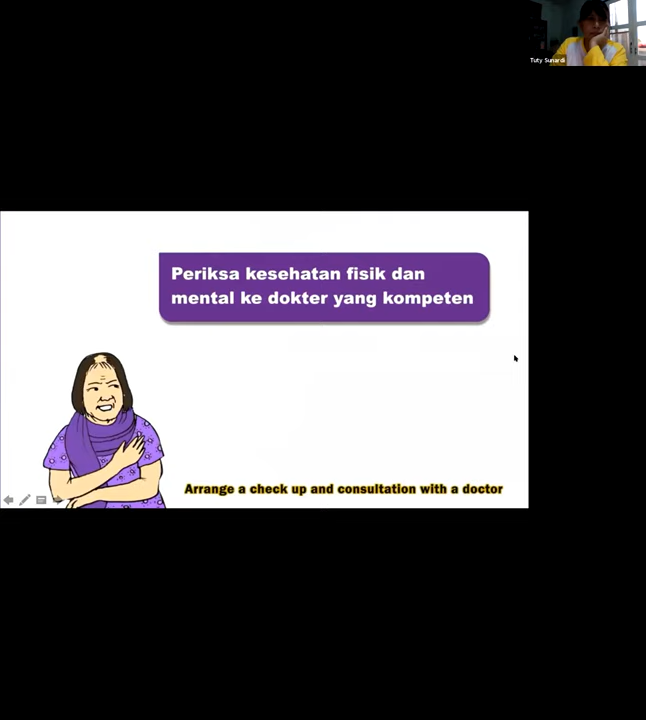 Tuty Sunardi
Periksa kesehatan fisik dan
mental ke dokter yang kompeten
Arrange a check up and consultation with a doctor